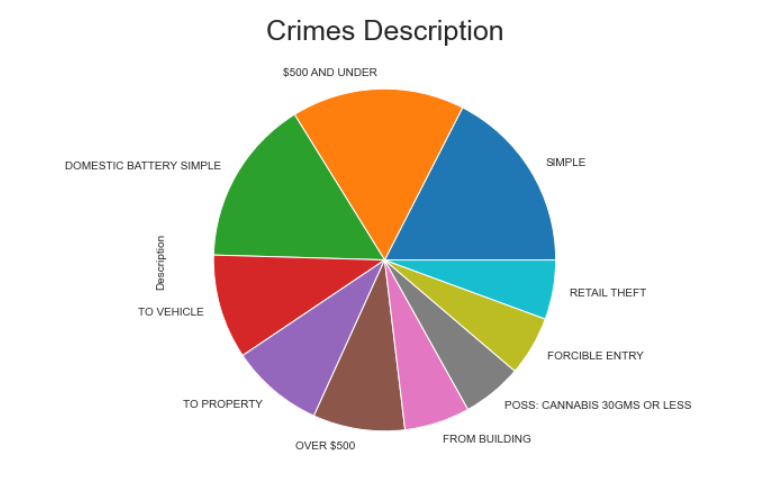 Crimes Description
$500 AND UNDER
SIMPLE
DOMESTIC BATTERY SIMPLE
Description
RETAIL THEFT
TO VEHICLE
FORCIBLE ENTRY
TO PROPERTY
POSS: CANNABIS 30GMS OR LESS
FROM BUILDING
OVER $500